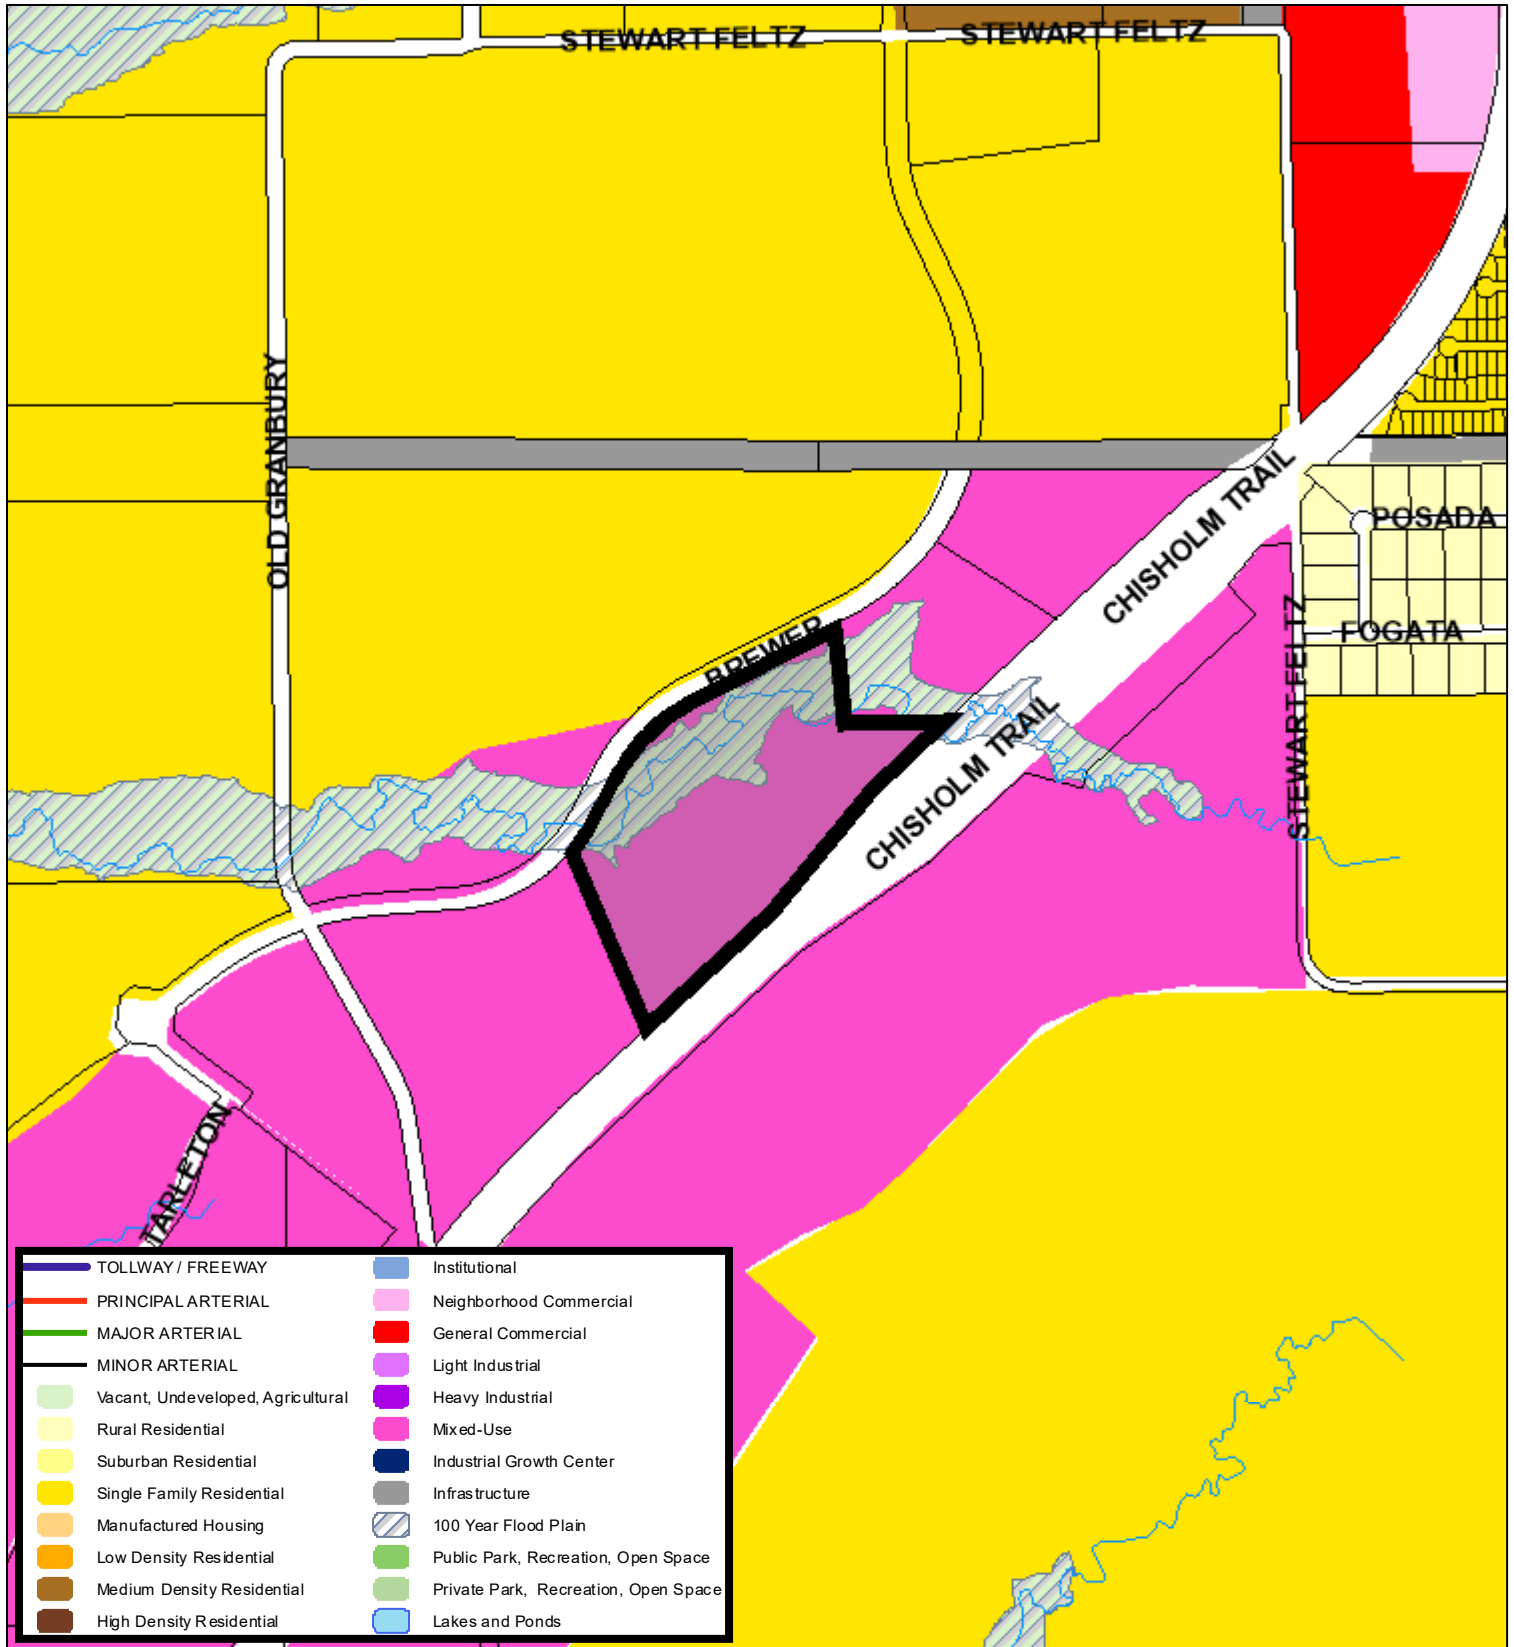 STEWART FELTZ
STEWART FELTZ
OLD GRANBURY
CHISHOLM TRAIL
POSADA
FOGATA
BREWER
STEWART FELTZ
CHISHOLM TRAIL
TARLETON
TOLLWAY / FREEWAY
PRINCIPAL ARTERIAL
MAJOR ARTERIAL
MINOR ARTERIAL
Vacant, Undeveloped, Agricultural
Rural Residential
Suburban Residential
Single Family Residential
Manufactured Housing
Low Density Residential
Medium Density Residential
High Density Residential
Institutional
Neighborhood Commercial
General Commercial
Light Industrial
Heavy Industrial
Mixed-Use
Industrial Growth Center
Infrastructure
100 Year Flood Plain
Public Park, Recreation, Open Space
Private Park, Recreation, Open Space
Lakes and Ponds